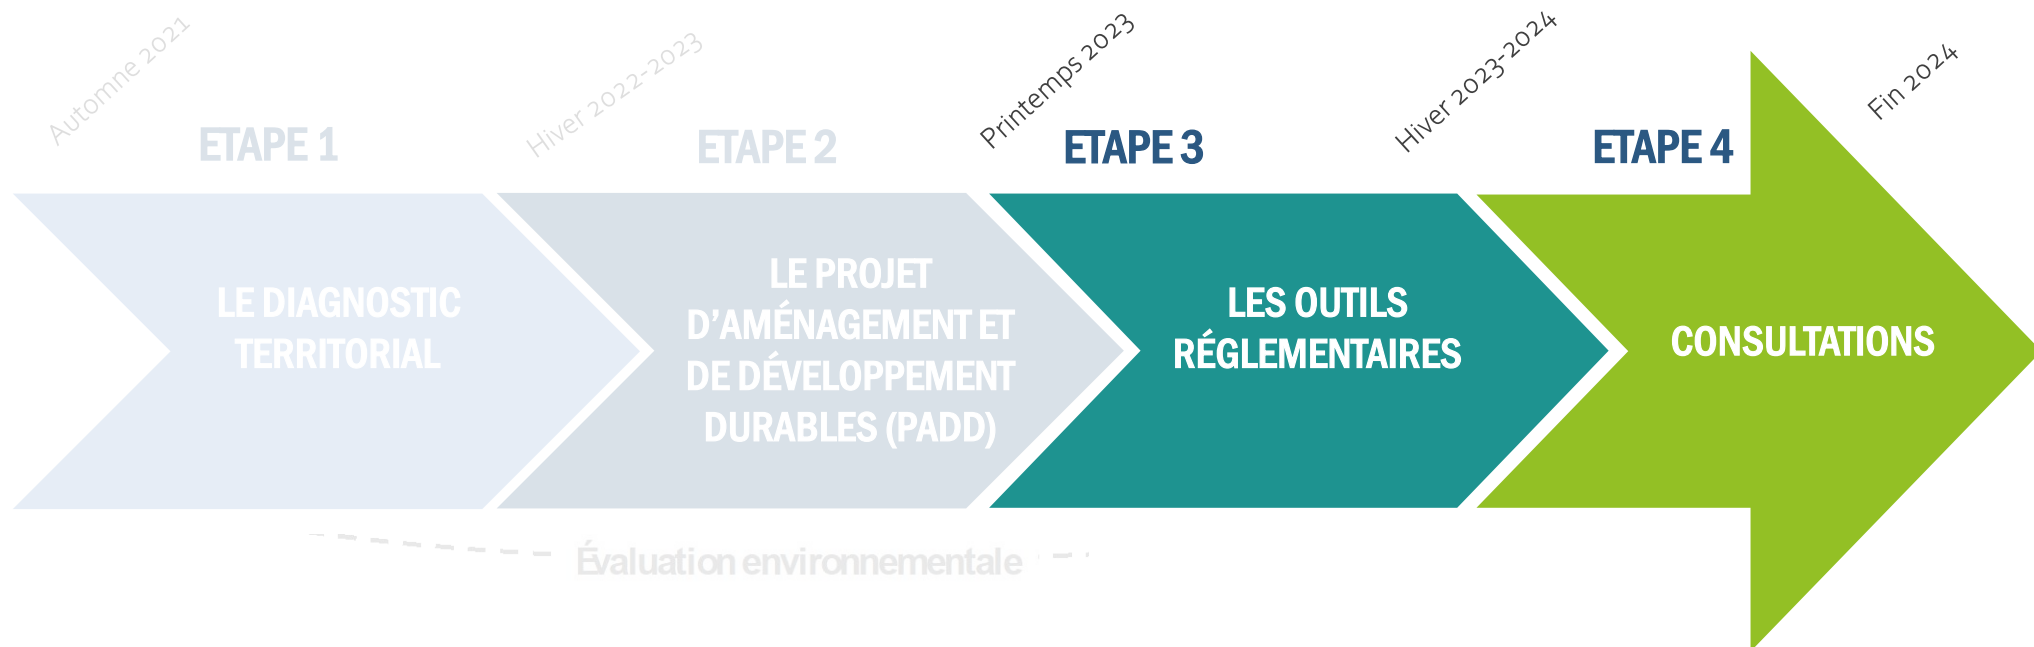 Automne 2021
Hiver 2022-2023
Printemps 2023
Hiver 2023-2024
Fin 2024
ETAPE 1
ETAPE 2
ETAPE 3
ETAPE 4
LE DIAGNOSTIC
TERRITORIAL
LE PROJET
D’AMÉNAGEMENT ET
DE DÉVELOPPEMENT
DURABLES (PADD)
LES OUTILS
RÉGLEMENTAIRES
CONSULTATIONS
Évaluation environnementale